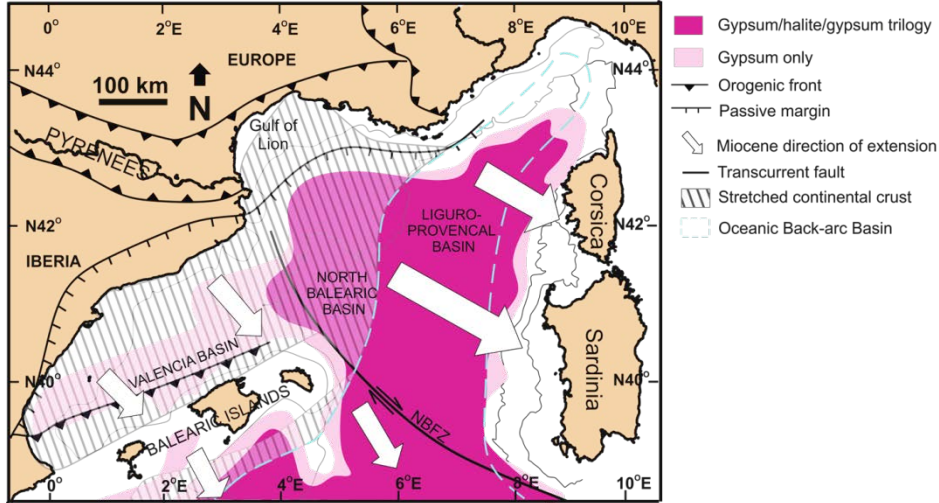 0°
2°E
4°E
6°E
8°E
10°E
N44°
N44°
EUROPE
100 km
N
Gulf of
Lion
PYRENEES
Corsica
N42°
N42°
LIGURO-
PROVENCAL
BASIN
IBERIA
NORTH
BALEARIC
BASIN
Sardinia
VALENCIA BASIN
N40°
N40°
BALEARIC ISLANDS
NBFZ
0°
2°E
4°E
6°E
8°E
10°E
Gypsum/halite/gypsum trilogy
Gypsum only
Orogenic front
Passive margin
Miocene direction of extension
Transcurrent fault
Stretched continental crust
Oceanic Back-arc Basin